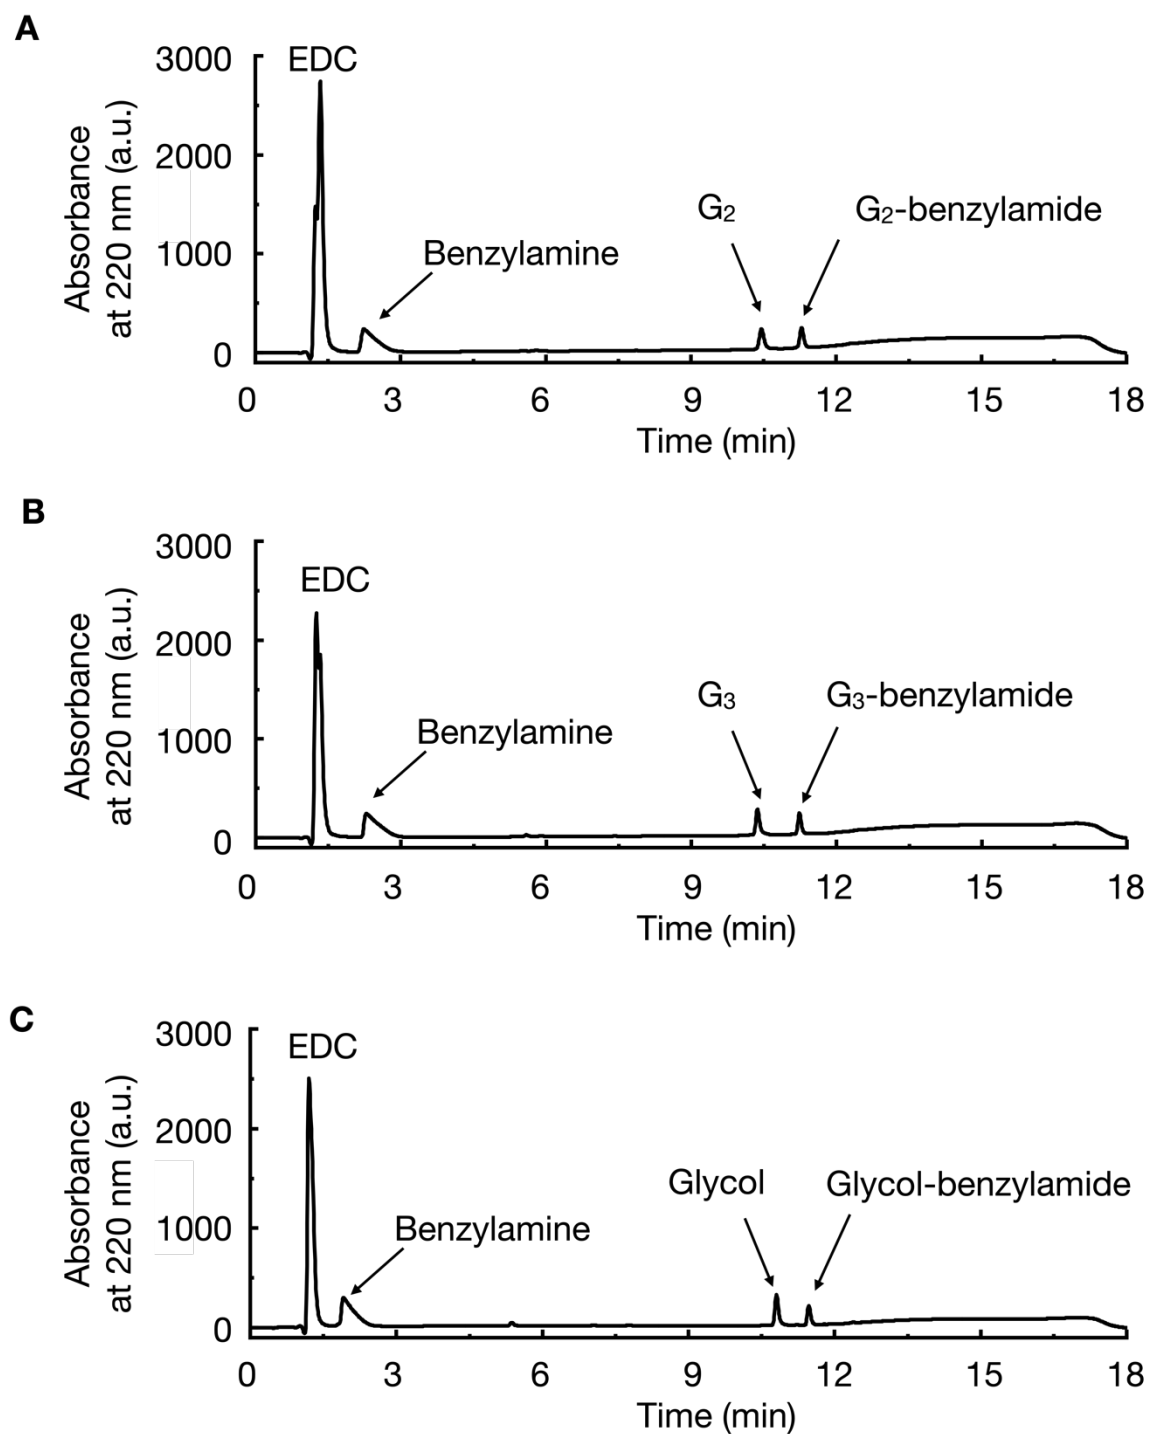 A
3000
EDC
Absorbance
at 220 nm (a.u.)
2000
G₂
G₂-benzylamide
1000
Benzylamine
0
0 3 6 9 12 15 18
Time (min)
B
3000
EDC
Absorbance
at 220 nm (a.u.)
2000
G₃
G₃-benzylamide
Benzylamine
1000
0
0 3 6 9 12 15 18
Time (min)
C
3000
EDC
Absorbance
at 220 nm (a.u.)
2000
Glycol
Glycol-benzylamide
1000
Benzylamine
0
0 3 6 9 12 15 18
Time (min)